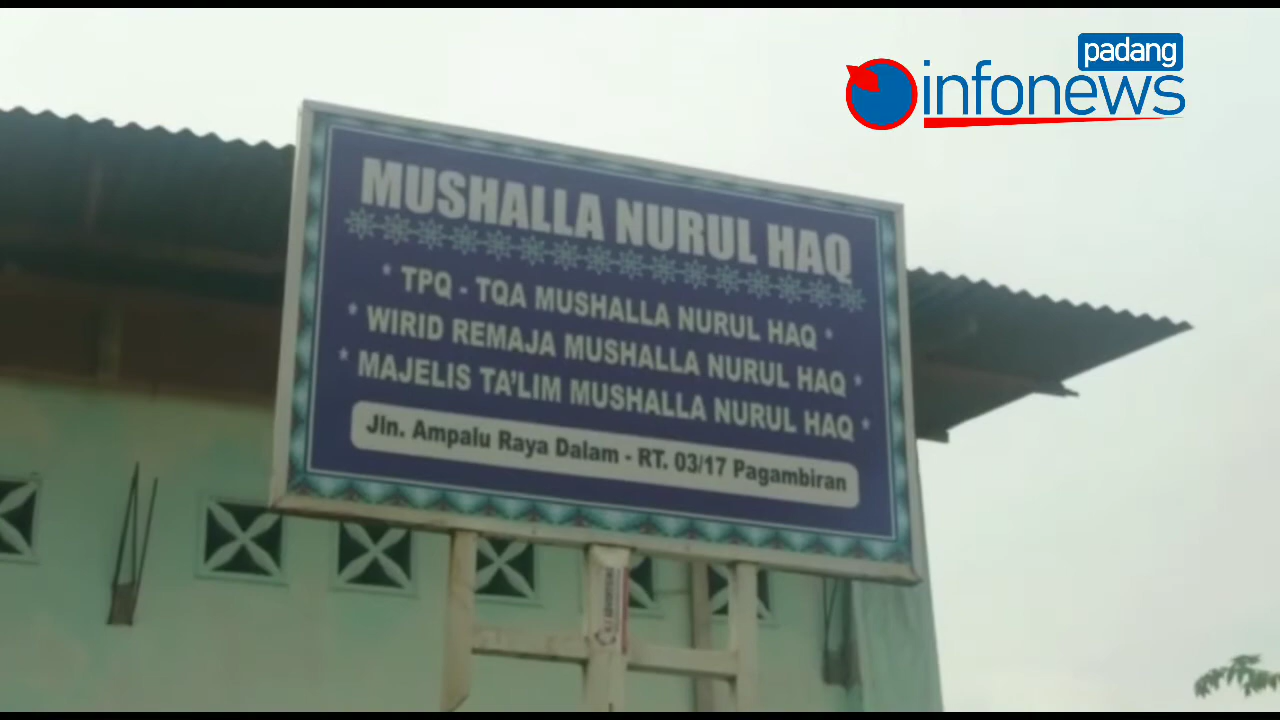 padang
infonews
MUSHALLA NURUL HAQ
* TPQ - TQA MUSHALLA NURUL HAQ *
* WIRID REMAJA MUSHALLA NURUL HAQ *
* MAJELIS TA'LIM MUSHALLA NURUL HAQ *
Jln. Ampalu Raya Dalam - RT. 03/17 Pagambiran